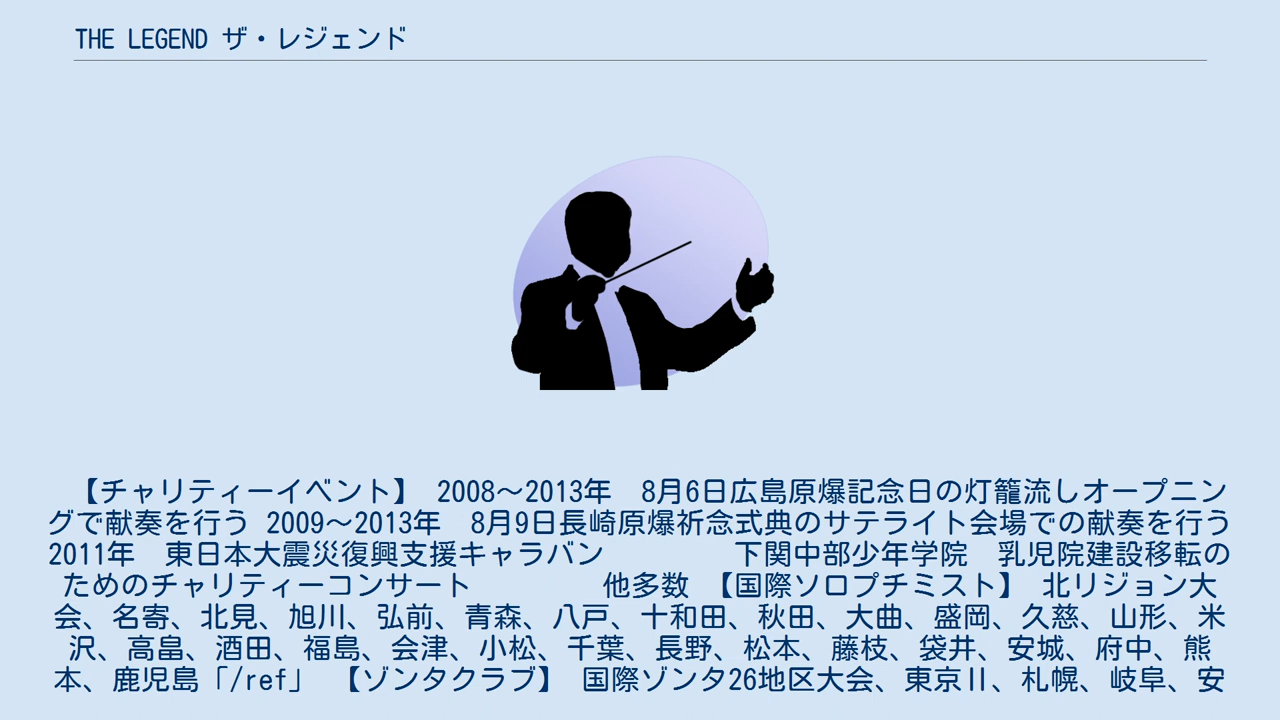 THE LEGEND ザ・レジェンド
【チャリティーイベント】 2008〜2013年　8月6日広島原爆記念日の灯籠流しオープニン
グで献奏を行う 2009〜2013年　8月9日長崎原爆祈念式典のサテライト会場での献奏を行う
2011年　東日本大震災復興支援キャラバン　　　　下関中部少年学院　乳児院建設移転の
ためのチャリティーコンサート　　　　他多数 【国際ソロプチミスト】 北リジョン大
会、名寄、北見、旭川、弘前、青森、八戸、十和田、秋田、大曲、盛岡、久慈、山形、米
沢、高畠、酒田、福島、会津、小松、千葉、長野、松本、藤枝、袋井、安城、府中、熊
本、鹿児島「/ref」 【ゾンタクラブ】 国際ゾンタ26地区大会、東京II、札幌、岐阜、安